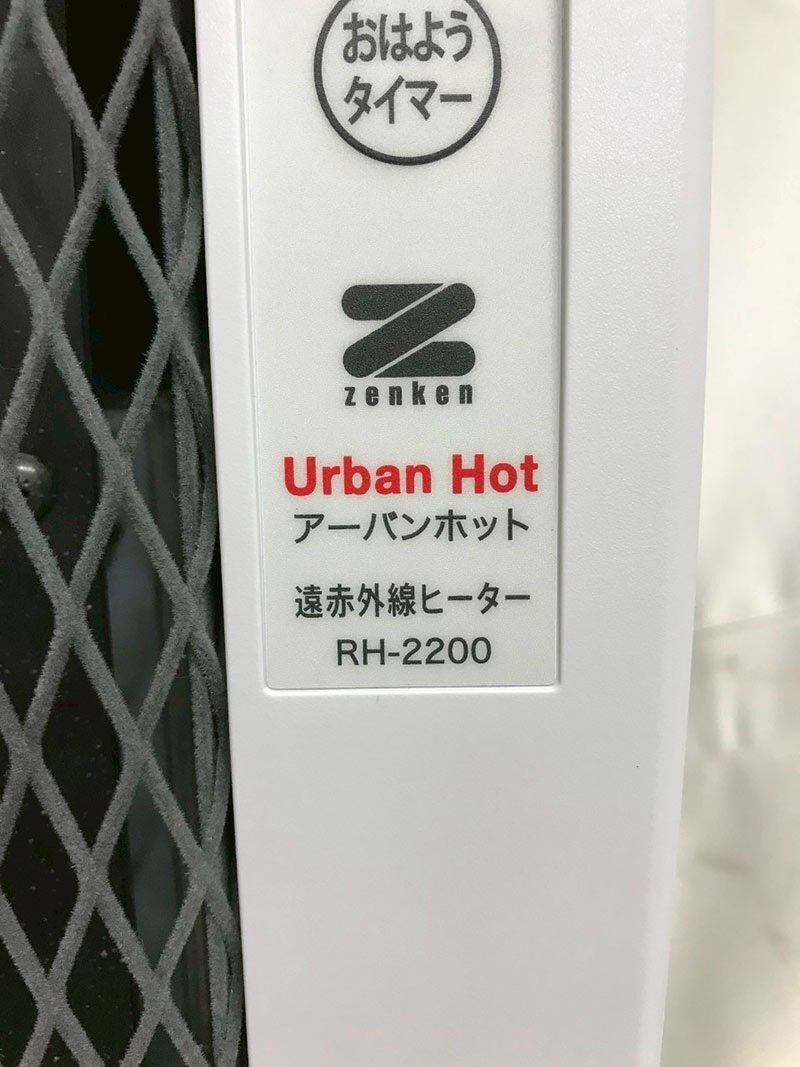 おはよう
タイマー
zenken
Urban Hot
アーバンホット
遠赤外線ヒーター
RH-2200